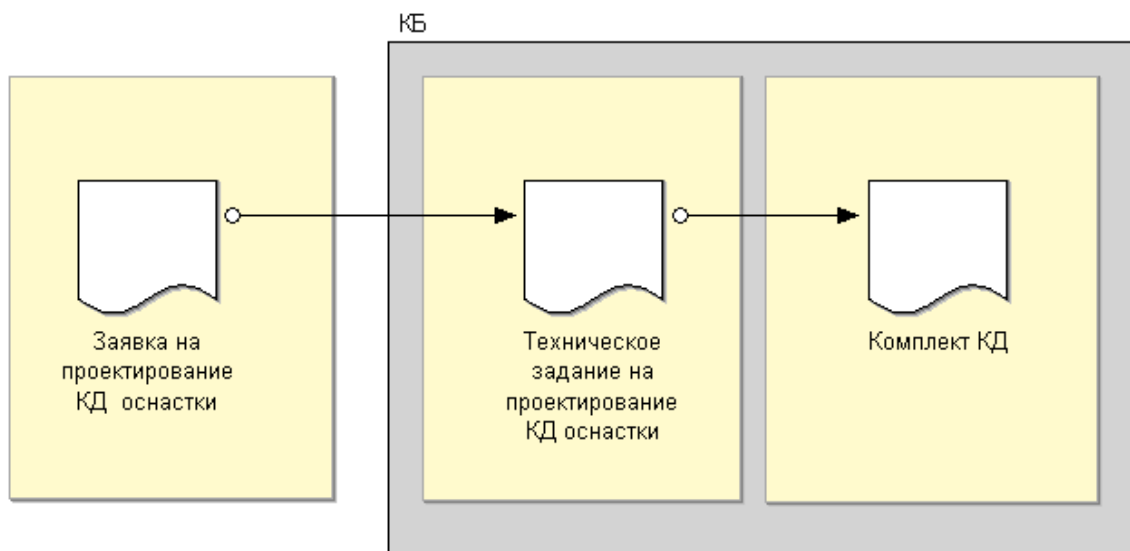 КБ
Заявка на
проектирование
КД оснастки
Техническое
задание на
проектирование
КД оснастки
Комплект КД